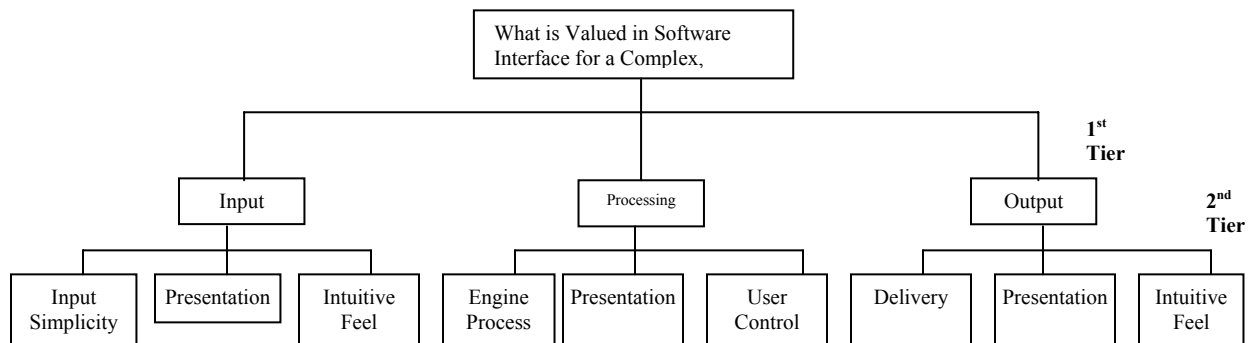 What is Valued in Software
Interface for a Complex,
1st
Tier
Input
Processing
Output
2nd
Tier
Input
Simplicity
Presentation
Intuitive
Feel
Engine
Process
Presentation
User
Control
Delivery
Presentation
Intuitive
Feel